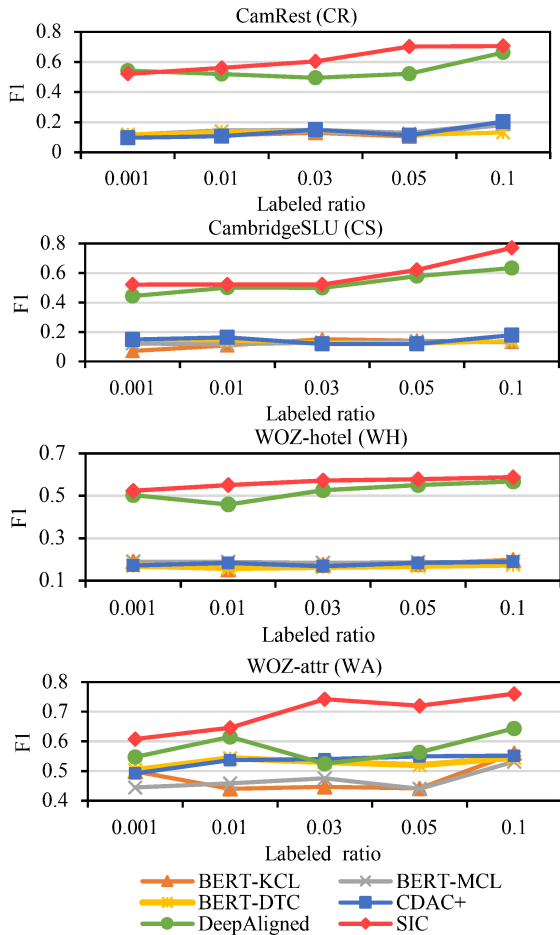 CamRest (CR)
0.8
0.6
0.4
0.2
0
F1
0.001 0.01 0.03 0.05 0.1
Labeled ratio
CambridgeSLU (CS)
0.8
0.6
0.4
0.2
0
F1
0.001 0.01 0.03 0.05 0.1
Labeled ratio
WOZ-hotel (WH)
0.7
0.5
0.3
0.1
F1
0.001 0.01 0.03 0.05 0.1
Labeled ratio
WOZ-attr (WA)
0.8
0.7
0.6
0.5
0.4
F1
0.001 0.01 0.03 0.05 0.1
Labeled ratio
BERT-KCL BERT-MCL
BERT-DTC CDAC+
DeepAligned SIC